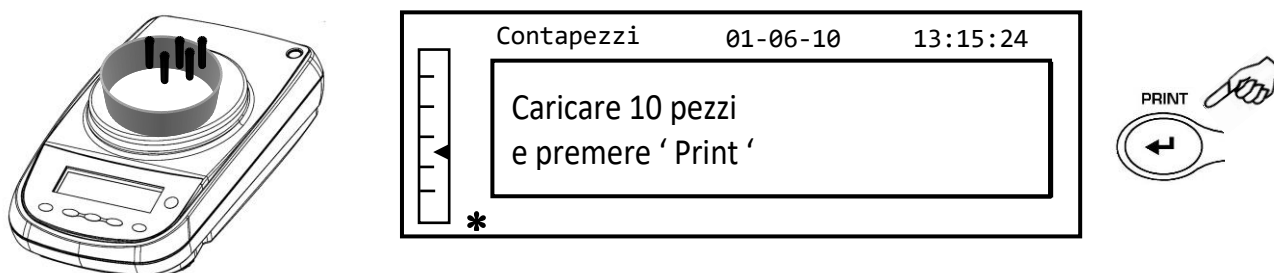 Contapezzi 01-06-10 13:15:24
Caricare 10 pezzi
e premere ‘ Print ‘
*
PRINT